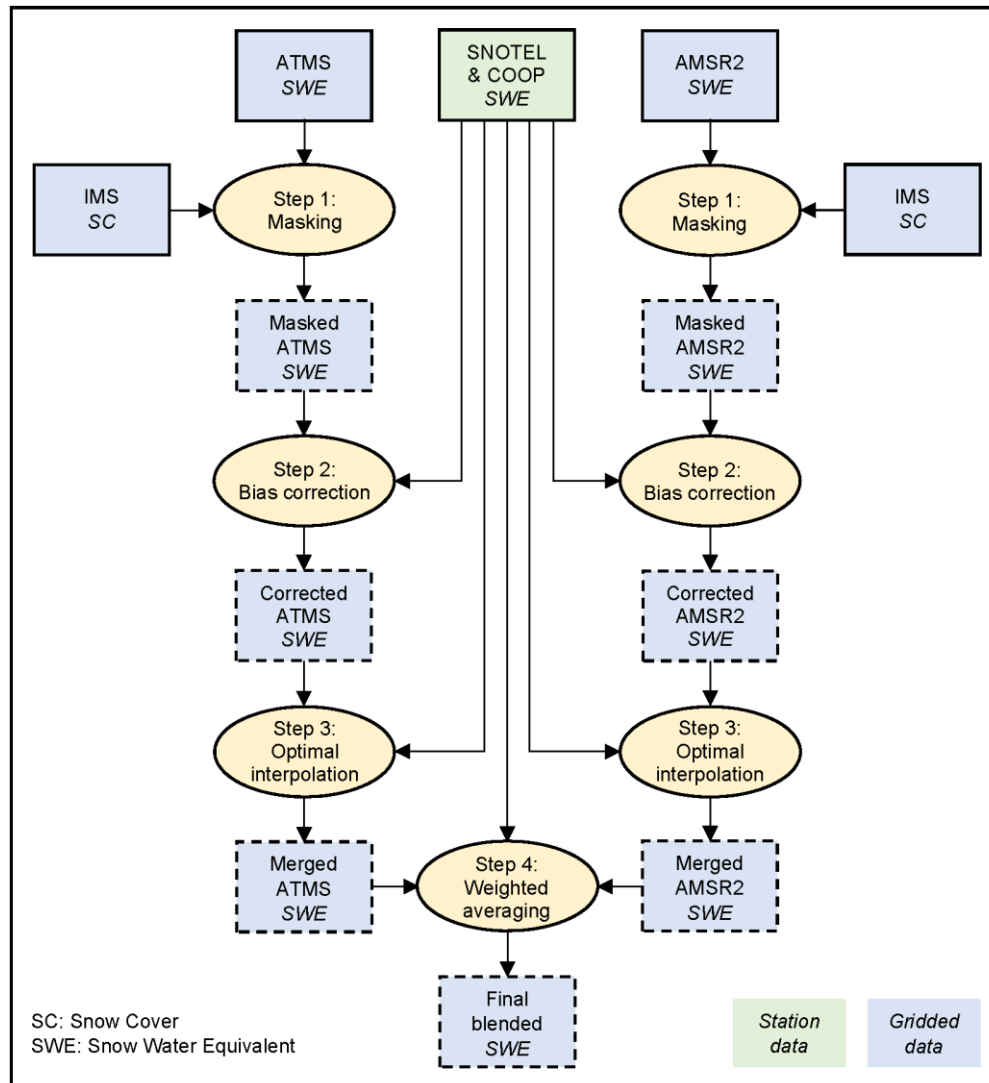 ATMS
SWE
SNOTEL
& COOP
SWE
AMSR2
SWE
IMS
SC
Step 1:
Masking
Step 1:
Masking
IMS
SC
Masked
ATMS
SWE
Masked
AMSR2
SWE
Step 2:
Bias correction
Step 2:
Bias correction
Corrected
ATMS
SWE
Corrected
AMSR2
SWE
Step 3:
Optimal
interpolation
Step 3:
Optimal
interpolation
Merged
ATMS
SWE
Step 4:
Weighted
averaging
Merged
AMSR2
SWE
Final
blended
SWE
SC: Snow Cover
SWE: Snow Water Equivalent
Station
data
Gridded
data